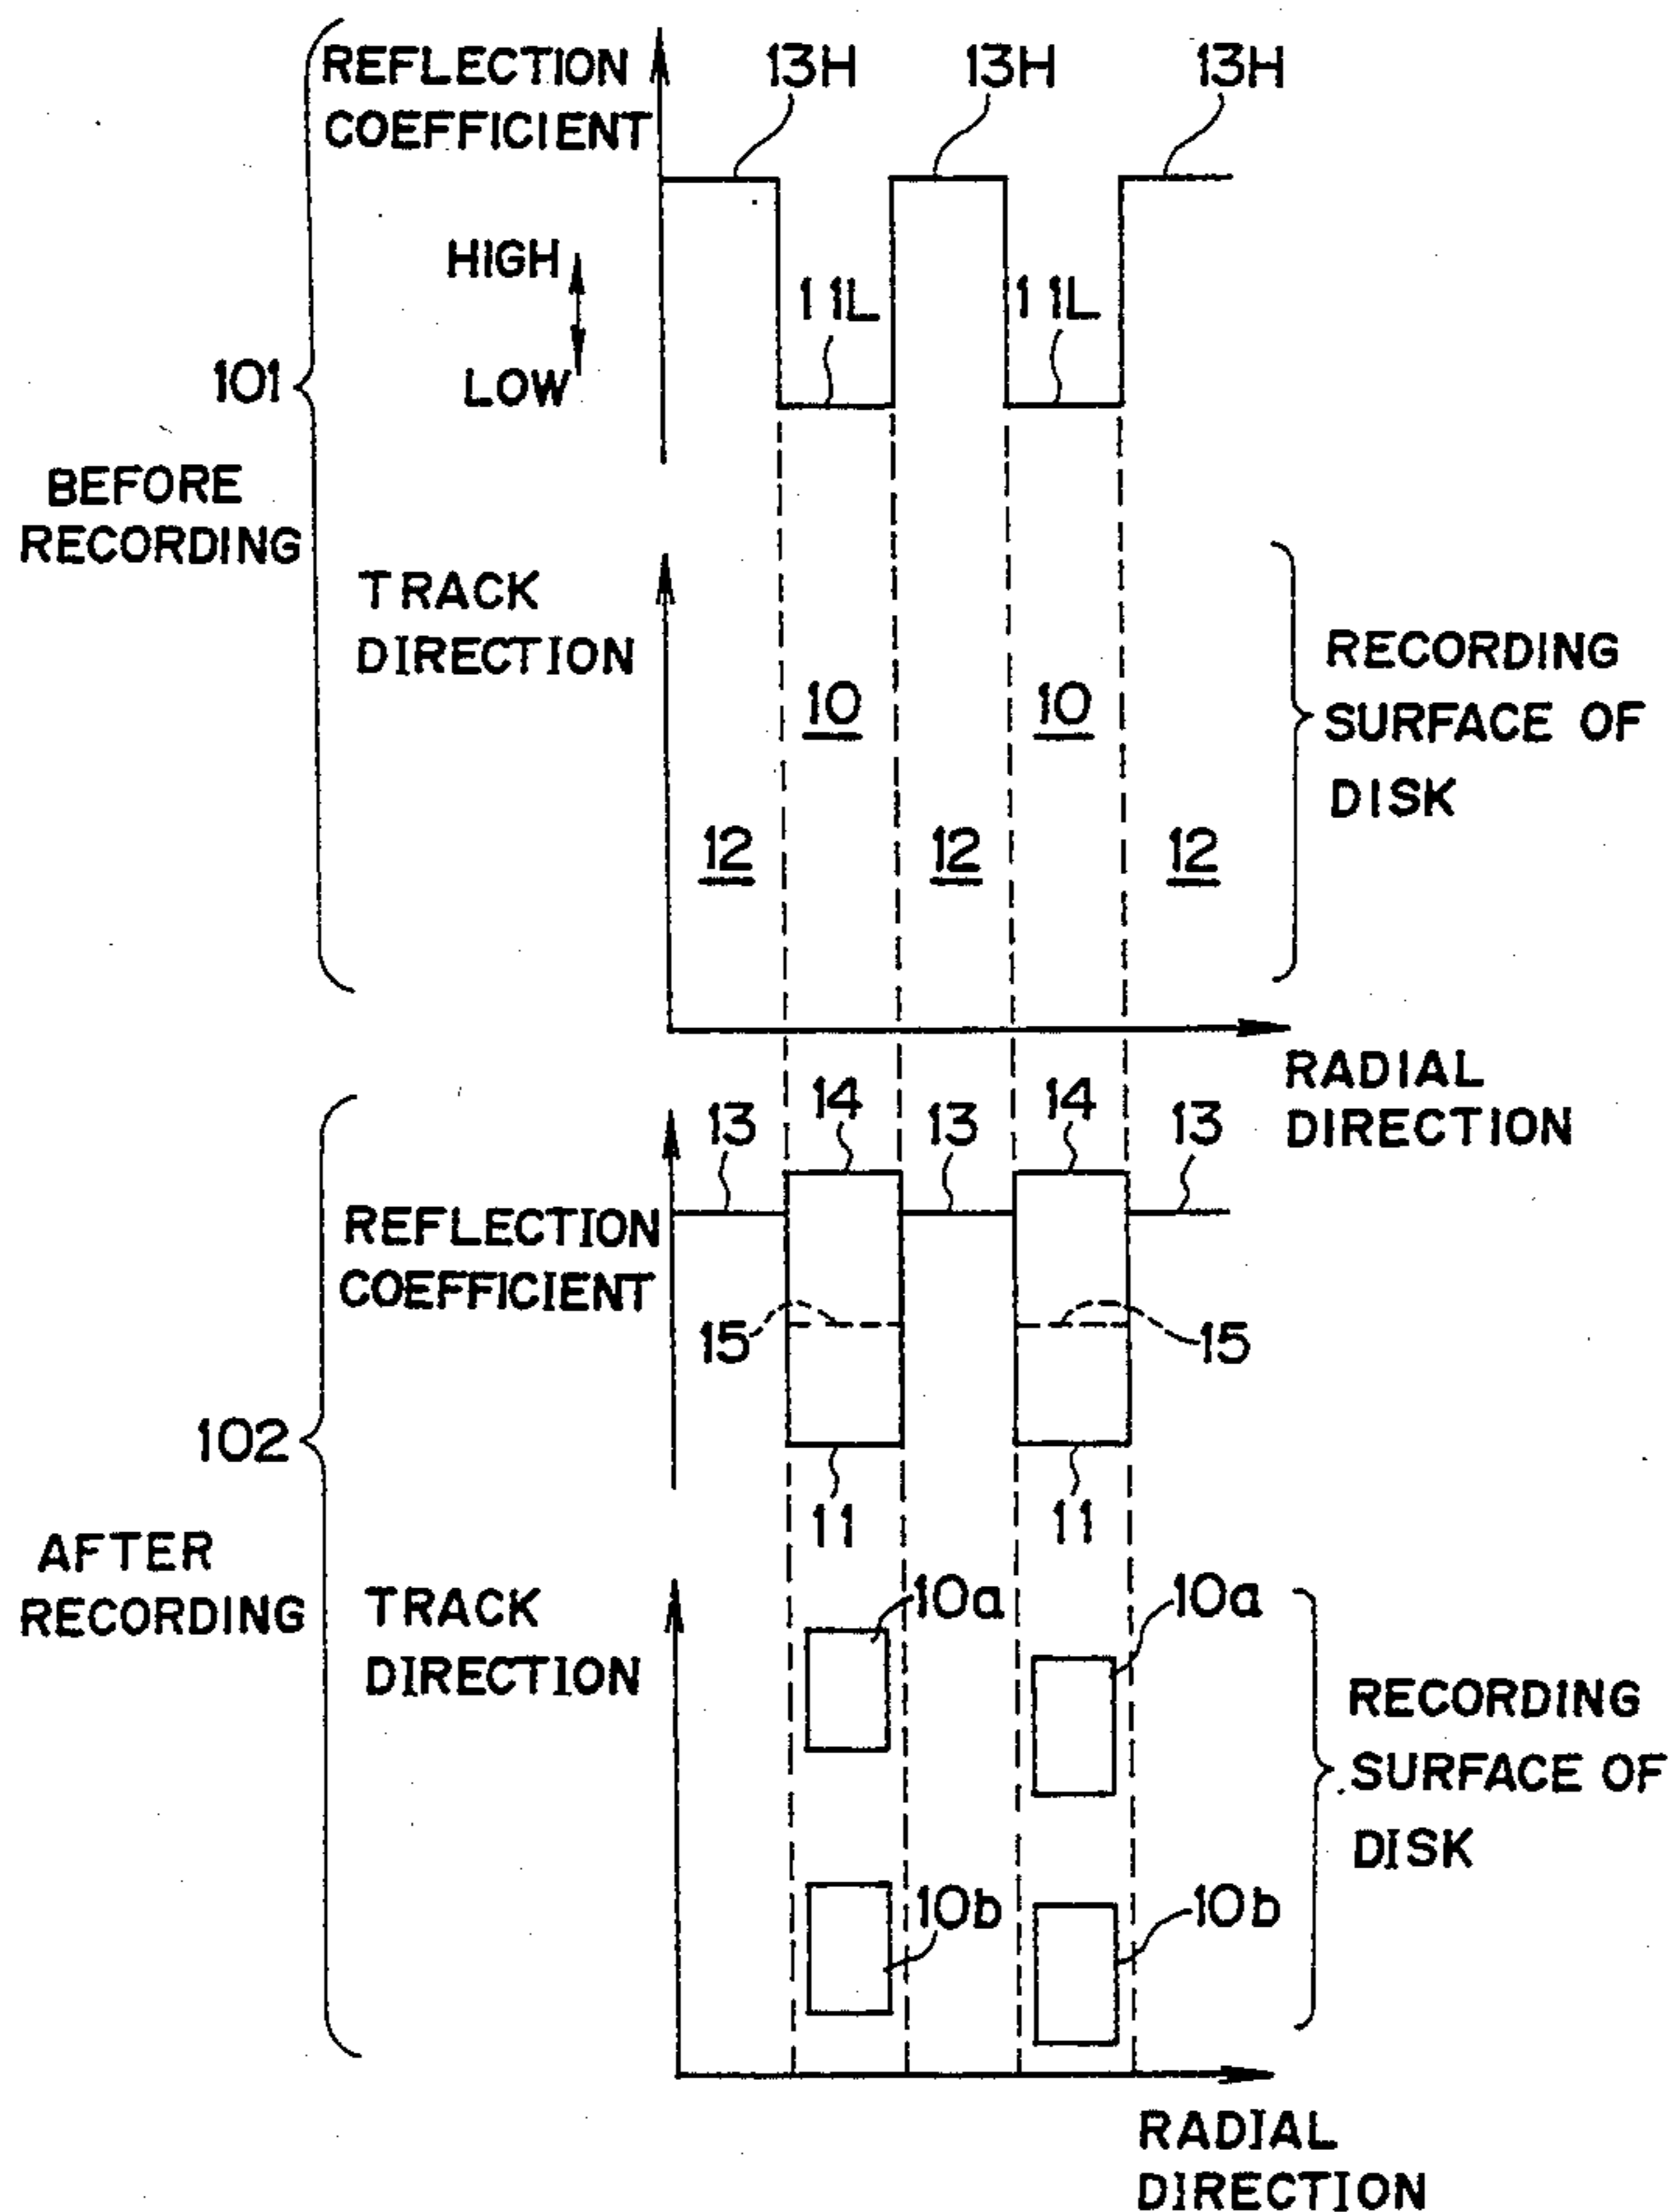 REFLECTION
COEFFICIENT
13H
13H
13H
HIGH
LOW
11L
11L
101
BEFORE
RECORDING
TRACK
DIRECTION
10
10
12
12
12
RECORDING
SURFACE OF
DISK
RADIAL
DIRECTION
13
14
13
14
13
REFLECTION
COEFFICIENT
15
15
102
11
11
AFTER
RECORDING
TRACK
DIRECTION
10a
10a
10b
10b
RECORDING
SURFACE OF
DISK
RADIAL
DIRECTION